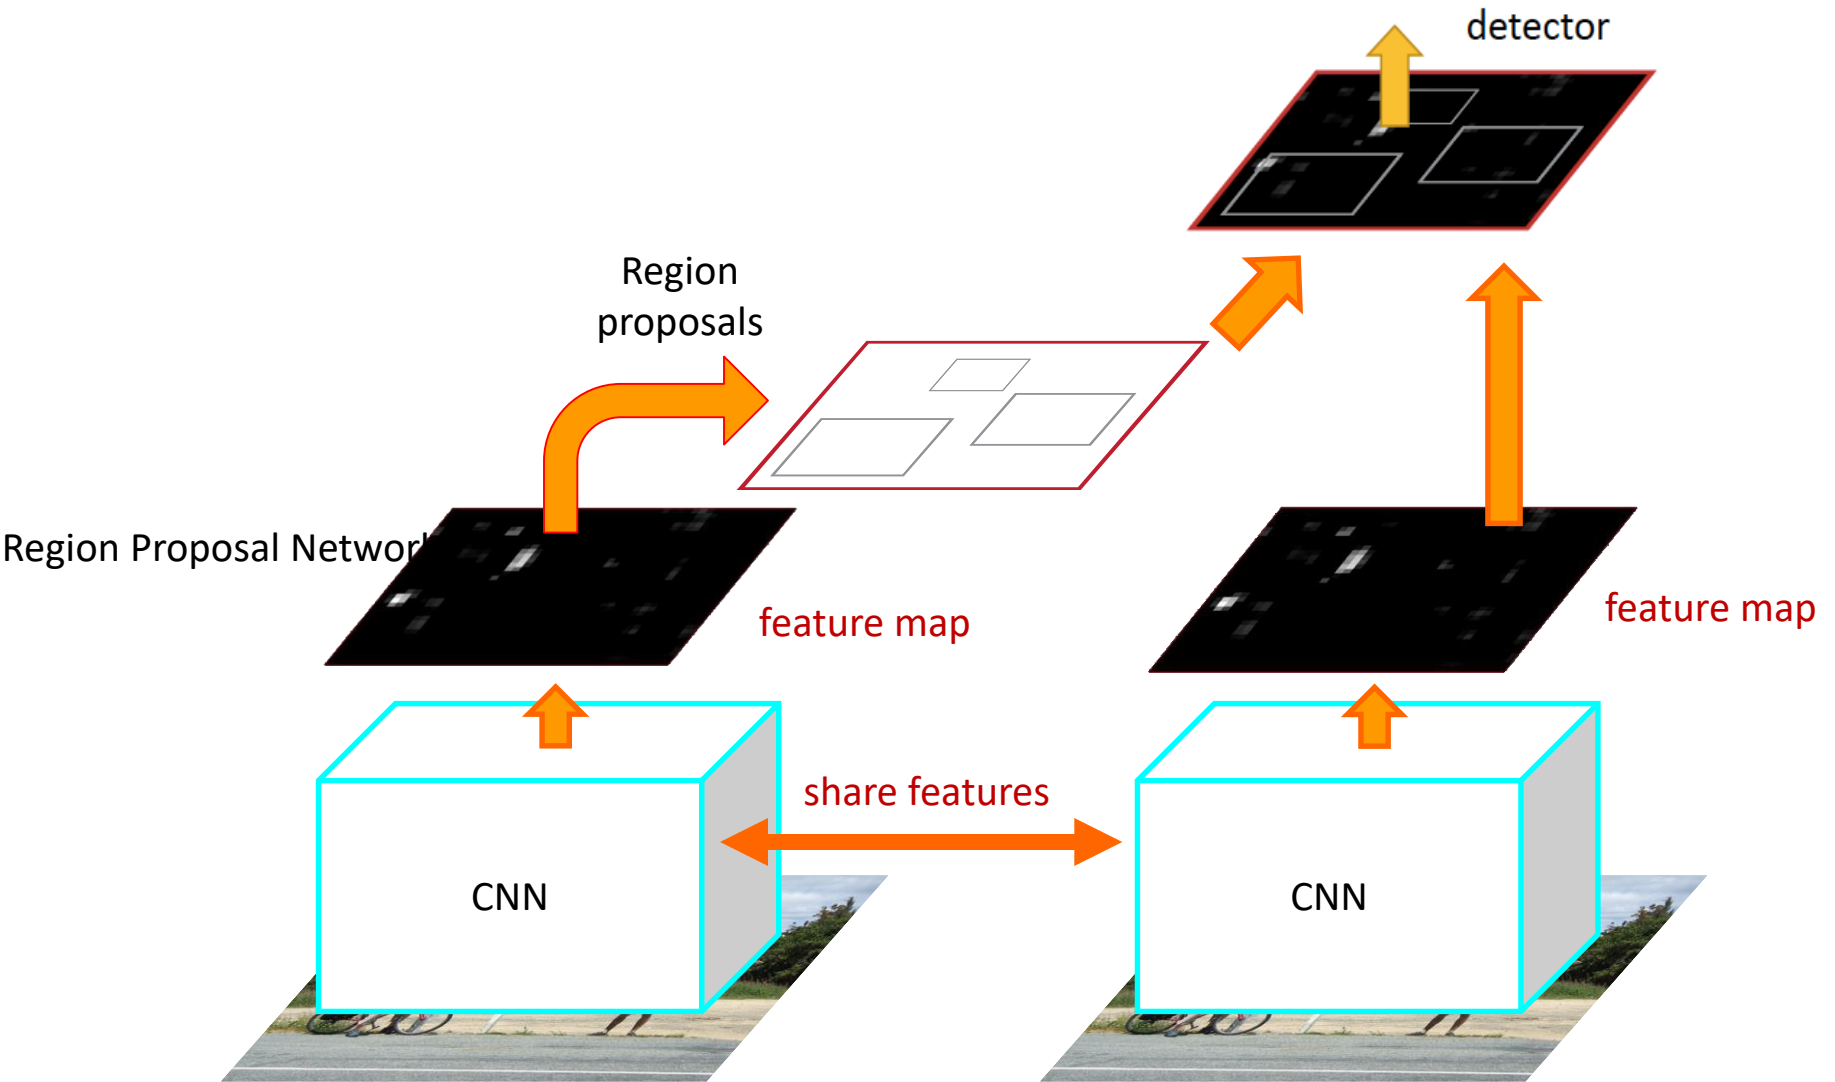 detector
Region
proposals
Region Proposal Networ
feature map
feature map
share features
CNN
CNN